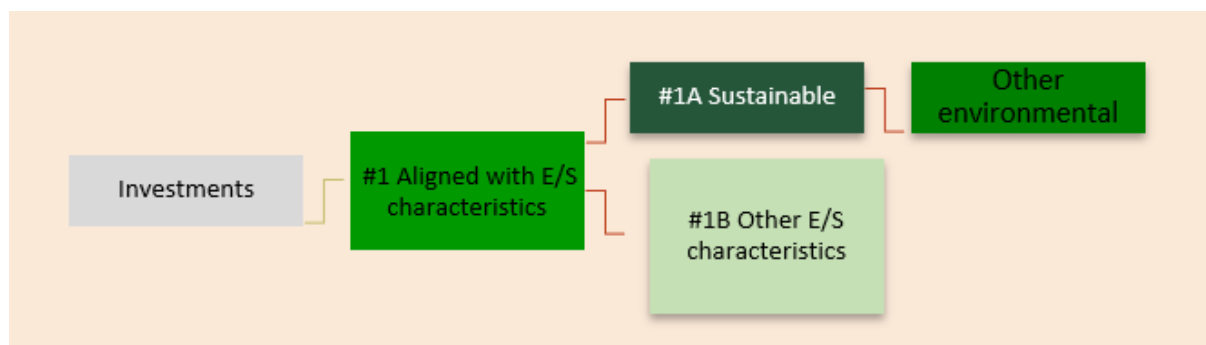 Investments
#1 Aligned with E/S
characteristics
#1A Sustainable
Other
environmental
#1B Other E/S
characteristics